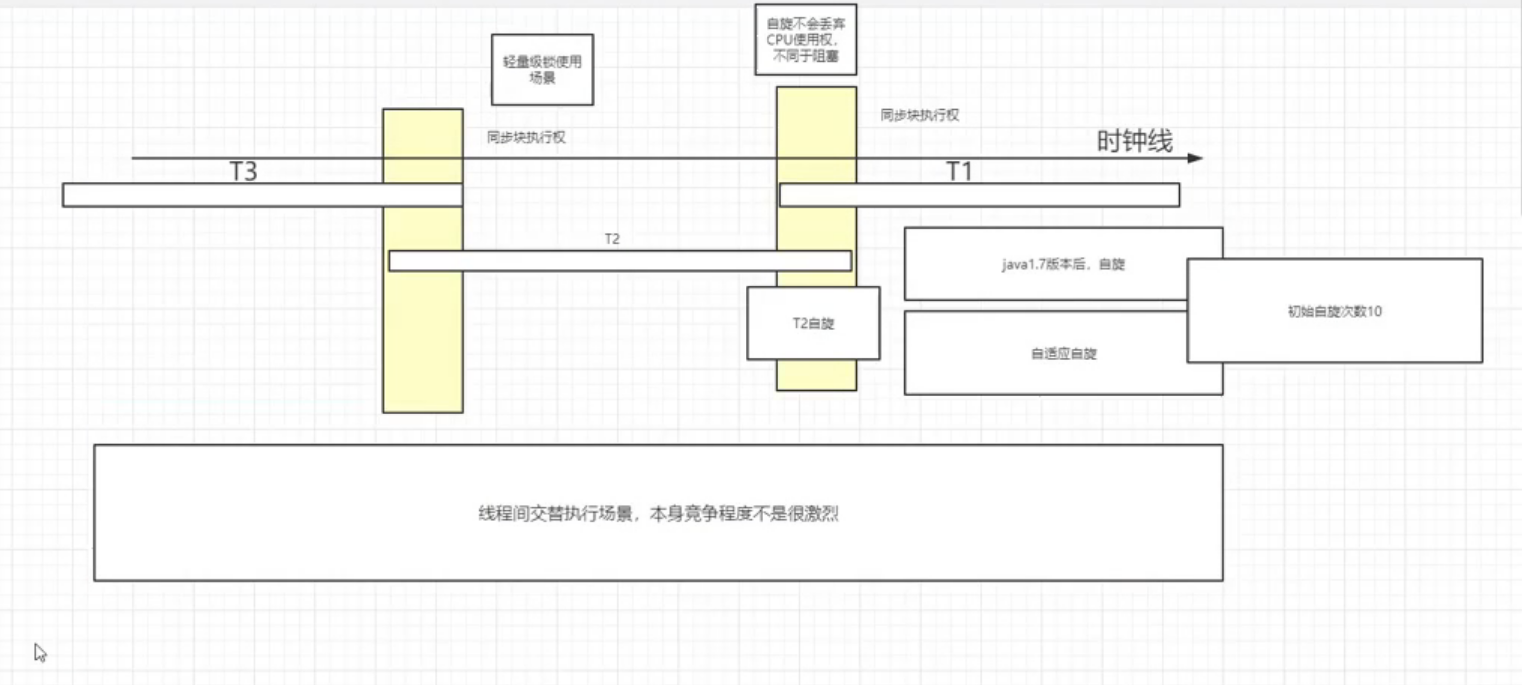 自旋不会丢弃
CPU使用权，
不同于阻塞
轻量级锁使用
场景
同步块执行权
同步块执行权
时钟线
T3
T1
T2
java1.7版本后，自旋
初始自旋次数10
T2自旋
自适应自旋
线程间交替执行场景，本身竞争程度不是很激烈